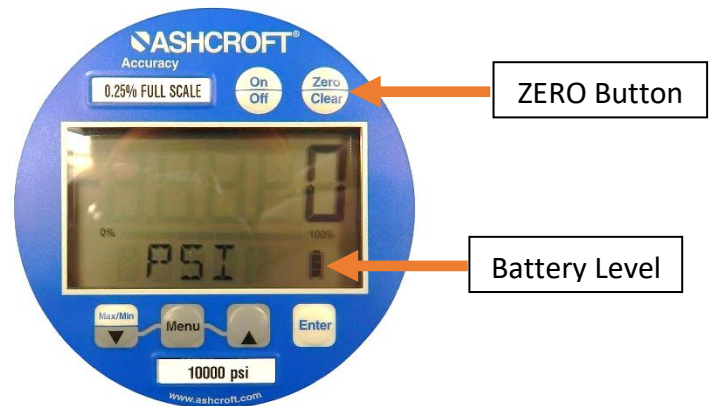 ASHCROFT®
Accuracy
0.25% FULL SCALE
On
Off
Zero
Clear
ZERO Button
0
0%
100%
PSI
Battery Level
Max/Min
Menu
Enter
10000 psi
www.ashcroft.com